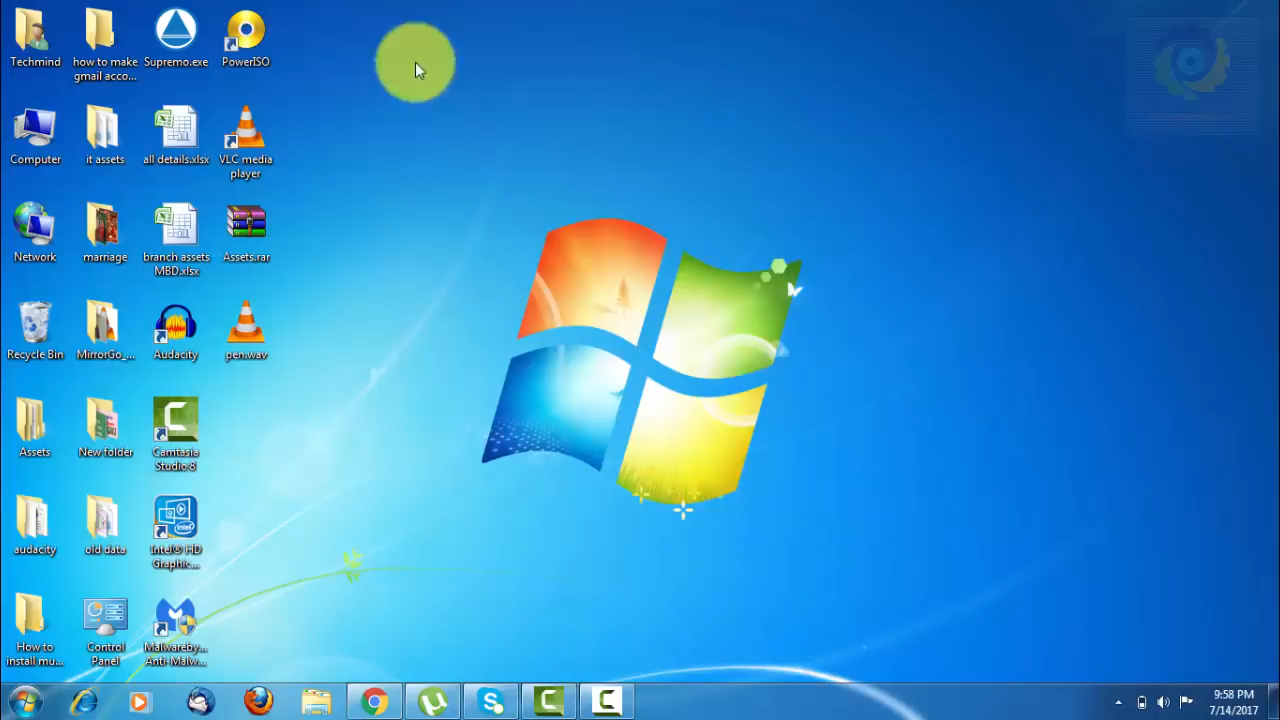 Techmind
how to make
gmail acco...
Supremo.exe
PowerISO
Computer
it assets
all details.xlsx
VLC media
player
Network
marriage
branch assets
MBD.xlsx
Assets.rar
Recycle Bin
MirrorGo_...
Audacity
pen.wav
Assets
New folder
Camtasia
Studio 8
audacity
old data
Intel® HD
Graphic...
How to
install mu...
Control
Panel
Malwareby...
Anti-Malw...
9:58 PM
7/14/2017